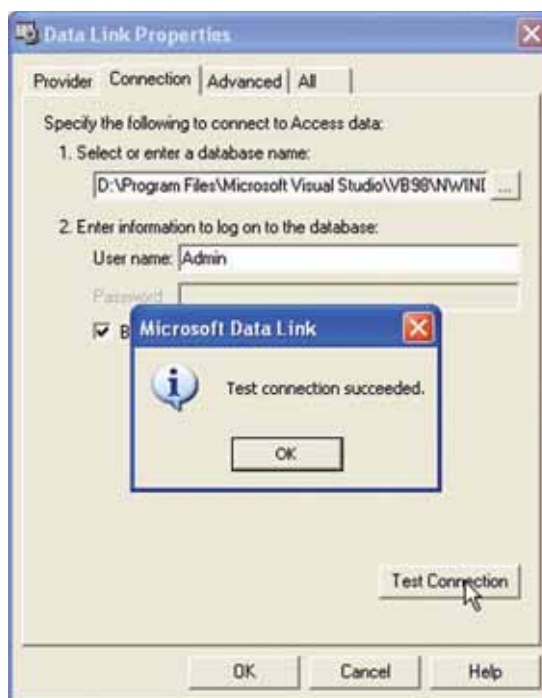 Data Link Properties
Provider Connection Advanced All
Specify the following to connect to Access data:
1. Select or enter a database name:
D:\Program Files\Microsoft Visual Studio\VB98\NWIND ...
2. Enter information to log on to the database:
User name: Admin
Password
B
Microsoft Data Link
Test connection succeeded.
OK
Test Connection
OK Cancel Help